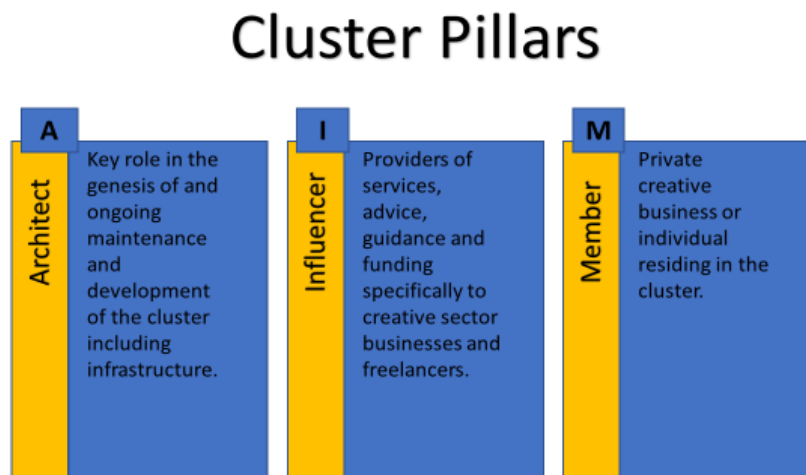 Cluster Pillars
A
Architect
Key role in the
genesis of and
ongoing
maintenance
and
development
of the cluster
including
infrastructure.
I
Influencer
Providers of
services,
advice,
guidance and
funding
specifically to
creative sector
businesses and
freelancers.
M
Member
Private
creative
business or
individual
residing in the
cluster.